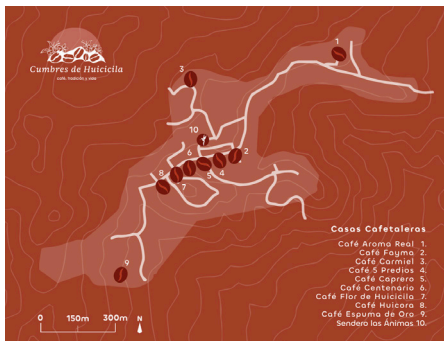 Cumbres de Huicicila
café, tradición y arte
1
3
10
2
6
4
5
8
7
9
Casas Cafetaleras
Café Aroma Real 1.
Café Fayma 2.
Café Carmiel 3.
Café 5 Predios 4.
Café Caprero 5.
Café Centenario 6.
Café Flor de Huicicila 7.
Café Huicora 8.
Café Espuma de Oro 9.
Sendero las Ánimas 10.
0 150m 300m N